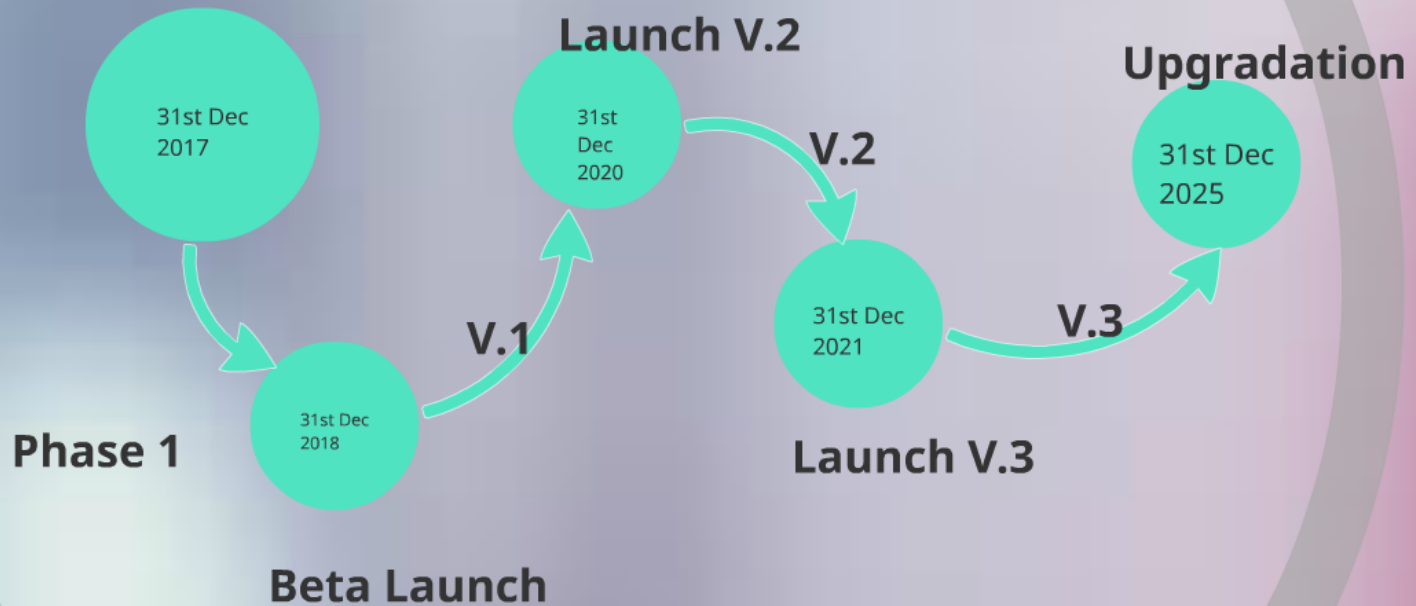 31st Dec
2017
Phase 1
31st Dec
2018
Beta Launch
V.1
Launch V.2
31st
Dec
2020
V.2
31st Dec
2021
Launch V.3
V.3
Upgradation
31st Dec
2025